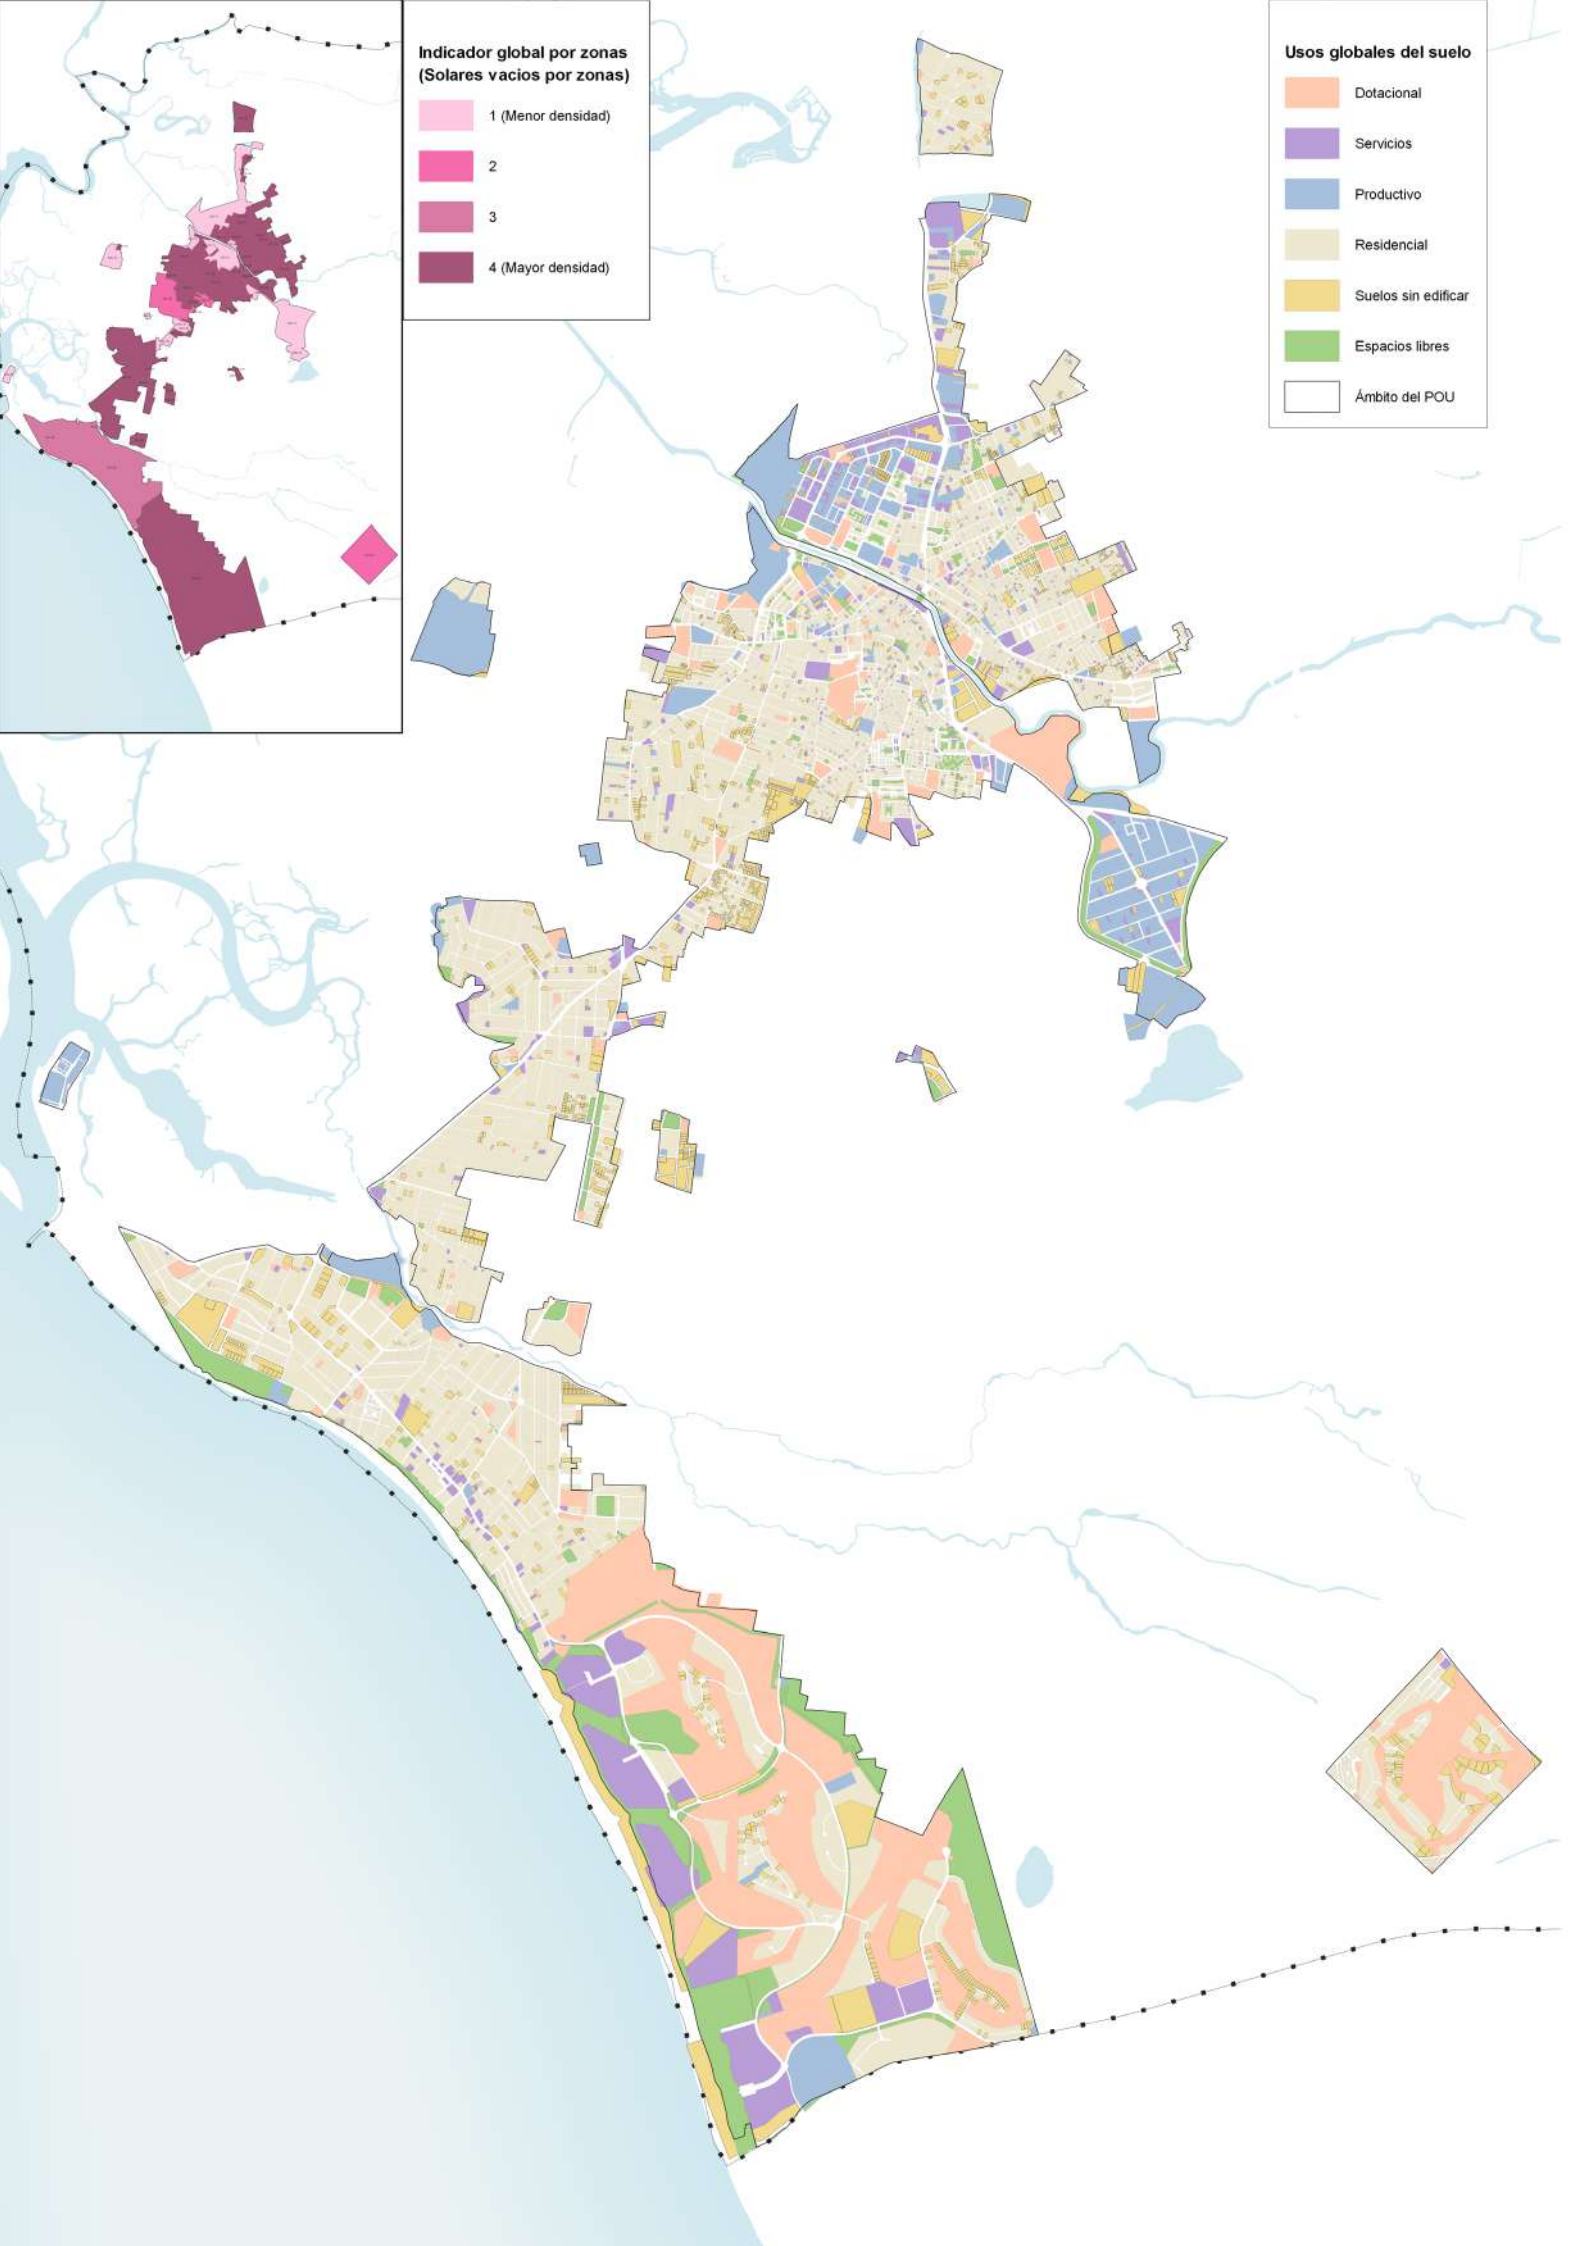 Indicador global por zonas
(Solares vacios por zonas)
1 (Menor densidad)
2
3
4 (Mayor densidad)
Usos globales del suelo
Dotacional
Servicios
Productivo
Residencial
Suelos sin edificar
Espacios libres
Ámbito del POU